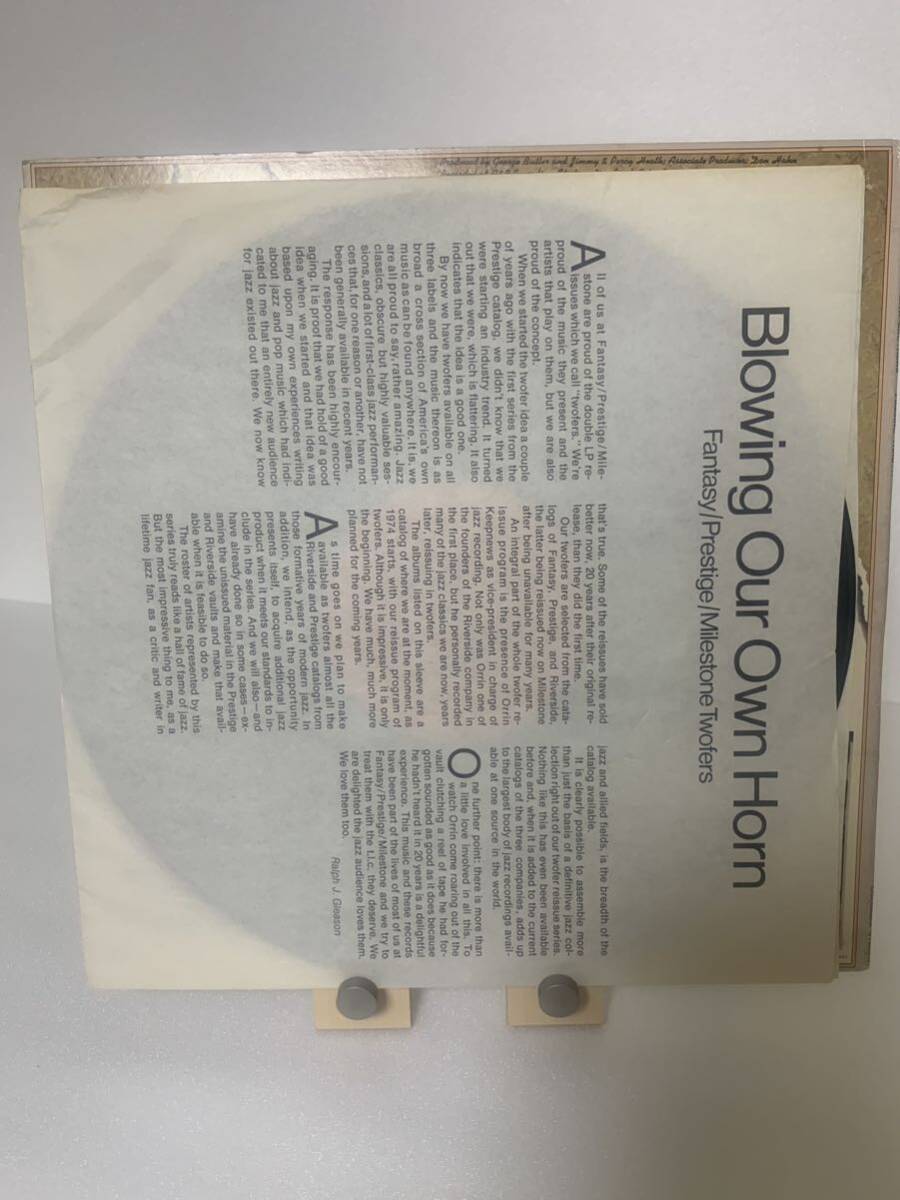 Produced by George Butler and Jimmy & Percy Heath; Associate Producer: Don Hahn
Blowing Our Own Horn
Fantasy/Prestige/Milestone Twofers
All of us at Fantasy/Prestige/Mile-
stone are proud of the double LP re-
issues which we call "twofers." We're
proud of the music they present and the
artists that play on them, but we are also
proud of the concept.
When we started the twofer idea a couple
of years ago with the first series from the
Prestige catalog, we didn't know that we
were starting an industry trend. It turned
out that we were, which is flattering. It also
indicates that the idea is a good one.
By now we have twofers available on all
three labels and the music thereon is as
broad a cross section of America's own
music as can be found anywhere. It is, we
are all proud to say, rather amazing. Jazz
classics, obscure but highly valuable ses-
sions, and a lot of first-class jazz performan-
ces that, for one reason or another, have not
been generally available in recent years.
The response has been highly encour-
aging. It is proof that we had hold of a good
idea when we started and that idea was
based upon my own experiences writing
about jazz and pop music which had indi-
cated to me that an entirely new audience
for jazz existed out there. We now know
that's true. Some of the reissues have sold
better now, 20 years after their original re-
lease, than they did the first time.
Our twofers are selected from the cata-
logs of Fantasy, Prestige and Riverside,
the latter being reissued now on Milestone
after being unavailable for many years.
An integral part of the whole twofer re-
issue program is the presence of Orrin
Keepnews as vice-president in charge of
jazz recording. Not only was Orrin one of
the founders of the Riverside company in
the first place, but he personally recorded
many of the jazz classics we are now, years
later, reissuing in twofers.
The albums listed on this sleeve are a
catalog of where we are at the moment, as
1974 starts, with our reissue program of
twofers. Although it is impressive, it is only
the beginning. We have much, much more
planned for the coming years.
As time goes on we plan to make
available as twofers almost all the
Riverside and Prestige catalogs from
those formative years of modern jazz. In
addition, we intend, as the opportunity
presents itself, to acquire additional jazz
product when it meets our standards to in-
clude in the series. And we will also—and
have already done so in some cases—ex-
amine the unissued material in the Prestige
and Riverside vaults and make that avail-
able when it is feasible to do so.
The roster of artists represented by this
series truly reads like a hall of fame of jazz.
But the most impressive thing to me, as a
lifetime jazz fan, as a critic and writer in
jazz and allied fields, is the breadth of the
catalog available.
It is clearly possible to assemble more
than just the basis of a definitive jazz col-
lection right out of our twofer reissue series.
Nothing like this has even been available
before and, when it is added to the current
catalogs of the three companies, adds up
to the largest body of jazz recordings avail-
able at one source in the world.
One further point: there is more than
a little love involved in all this. To
watch Orrin come roaring out of the
vault clutching a reel of tape he had for-
gotten sounded as good as it does because
he hadn't heard it in 20 years is a delightful
experience. This music and these records
have been part of the lives of most of us at
Fantasy/Prestige/Milestone and we try to
treat them with the t.l.c. they deserve. We
are delighted the jazz audience loves them.
We love them too.
Ralph J. Gleason